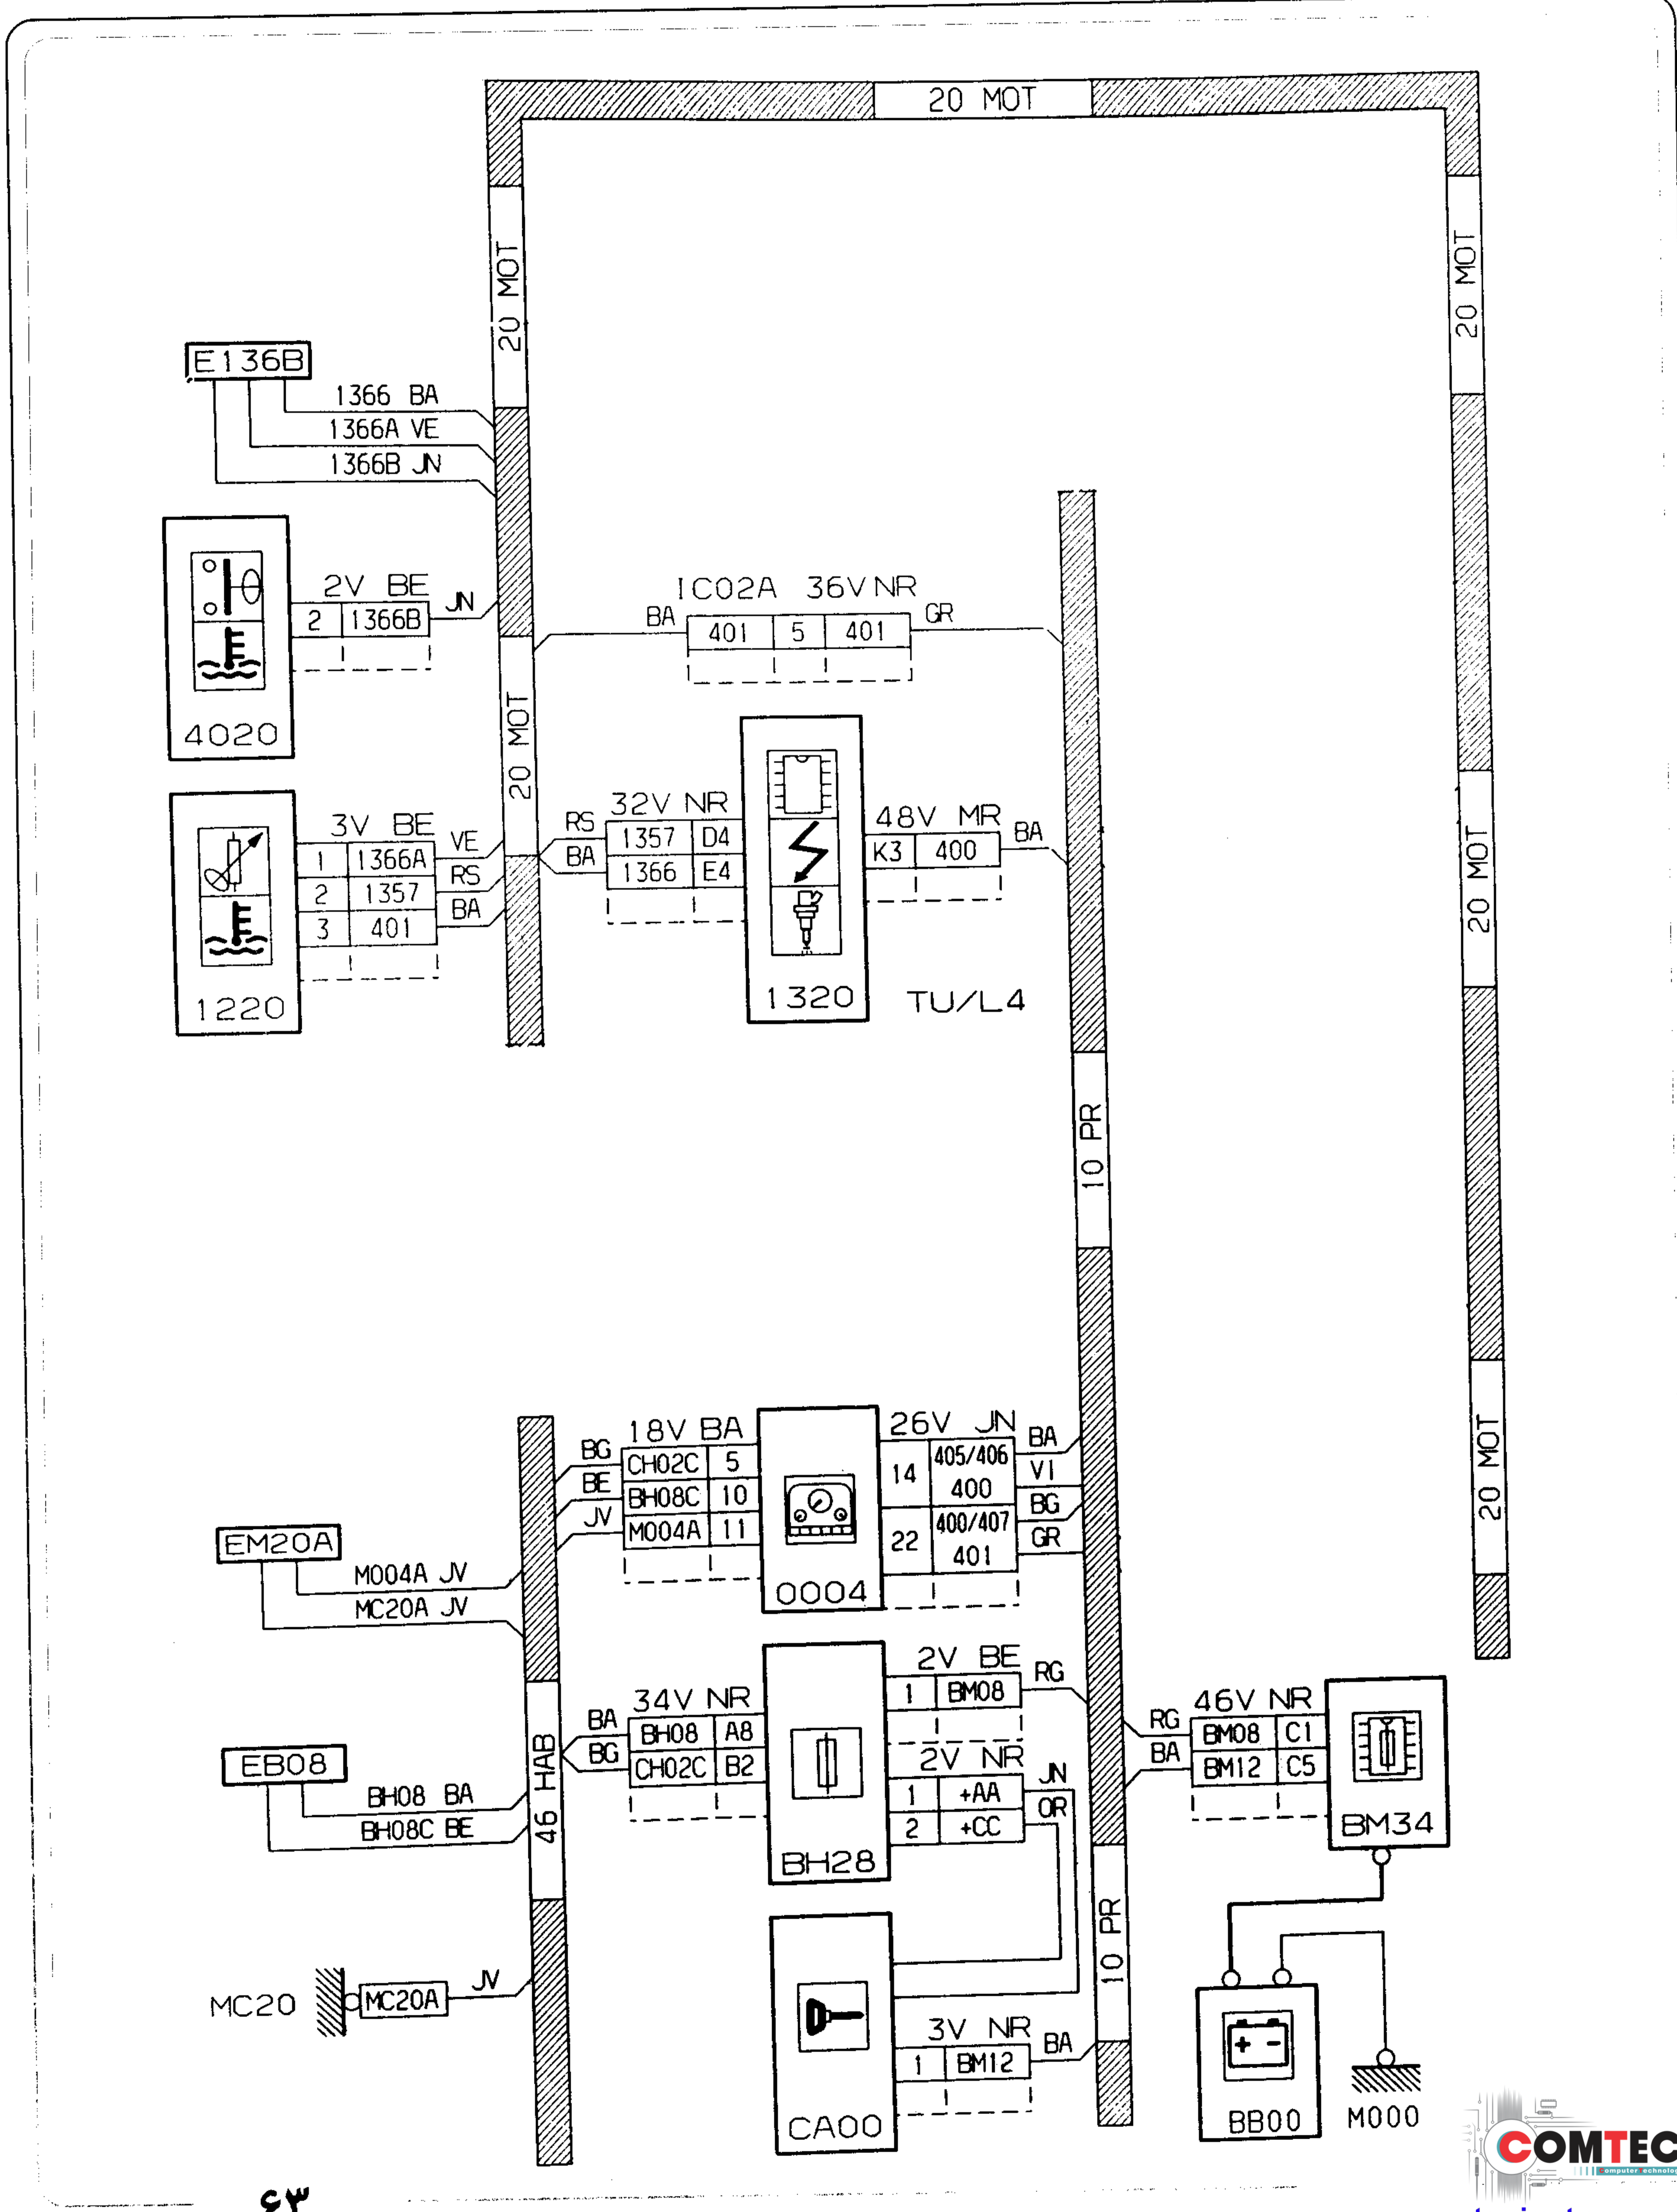 20 MOT
20 MOT
20 MOT
E136B
1366 BA
1366A VE
1366B JN
2V BE
2 1366B JN
4020
IC02A 36V NR
BA 401 5 401 GR
20 MOT
3V BE
1 1366A VE
2 1357 RS
3 401 BA
1220
32V NR
RS 1357 D4
BA 1366 E4
48V MR
K3 400 BA
1320 TU/L4
20 MOT
10 PR
18V BA
BG CH02C 5
BE BH08C 10
JV M004A 11
26V JN
14 405/406 BA
400 VI
22 400/407 BG
401 GR
0004
20 MOT
EM20A
M004A JV
MC20A JV
2V BE
1 BM08 RG
34V NR
BA BH08 A8
BG CH02C B2
2V NR
1 +AA JN
2 +CC OR
BH28
46V NR
RG BM08 C1
BA BM12 C5
BM34
EB08
BH08 BA
BH08C BE
46 HAB
10 PR
MC20 MC20A JV
3V NR
1 BM12 BA
CA00
BB00
M000
COMTEC
۶۳